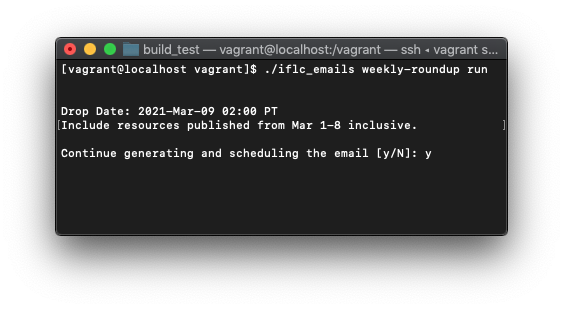 build_test — vagrant@localhost:/vagrant — ssh ◂ vagrant s...
[vagrant@localhost vagrant]$ ./iflc_emails weekly-roundup run
Drop Date: 2021-Mar-09 02:00 PT
[Include resources published from Mar 1-8 inclusive. ]
Continue generating and scheduling the email [y/N]: y